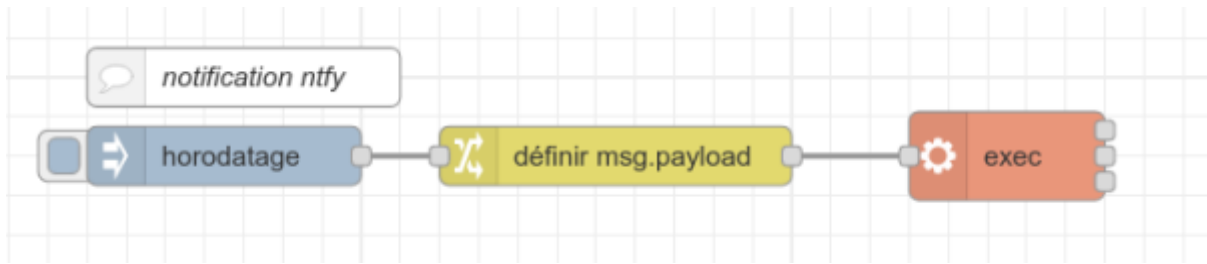 notification ntfy
horodatage
définir msg.payload
exec